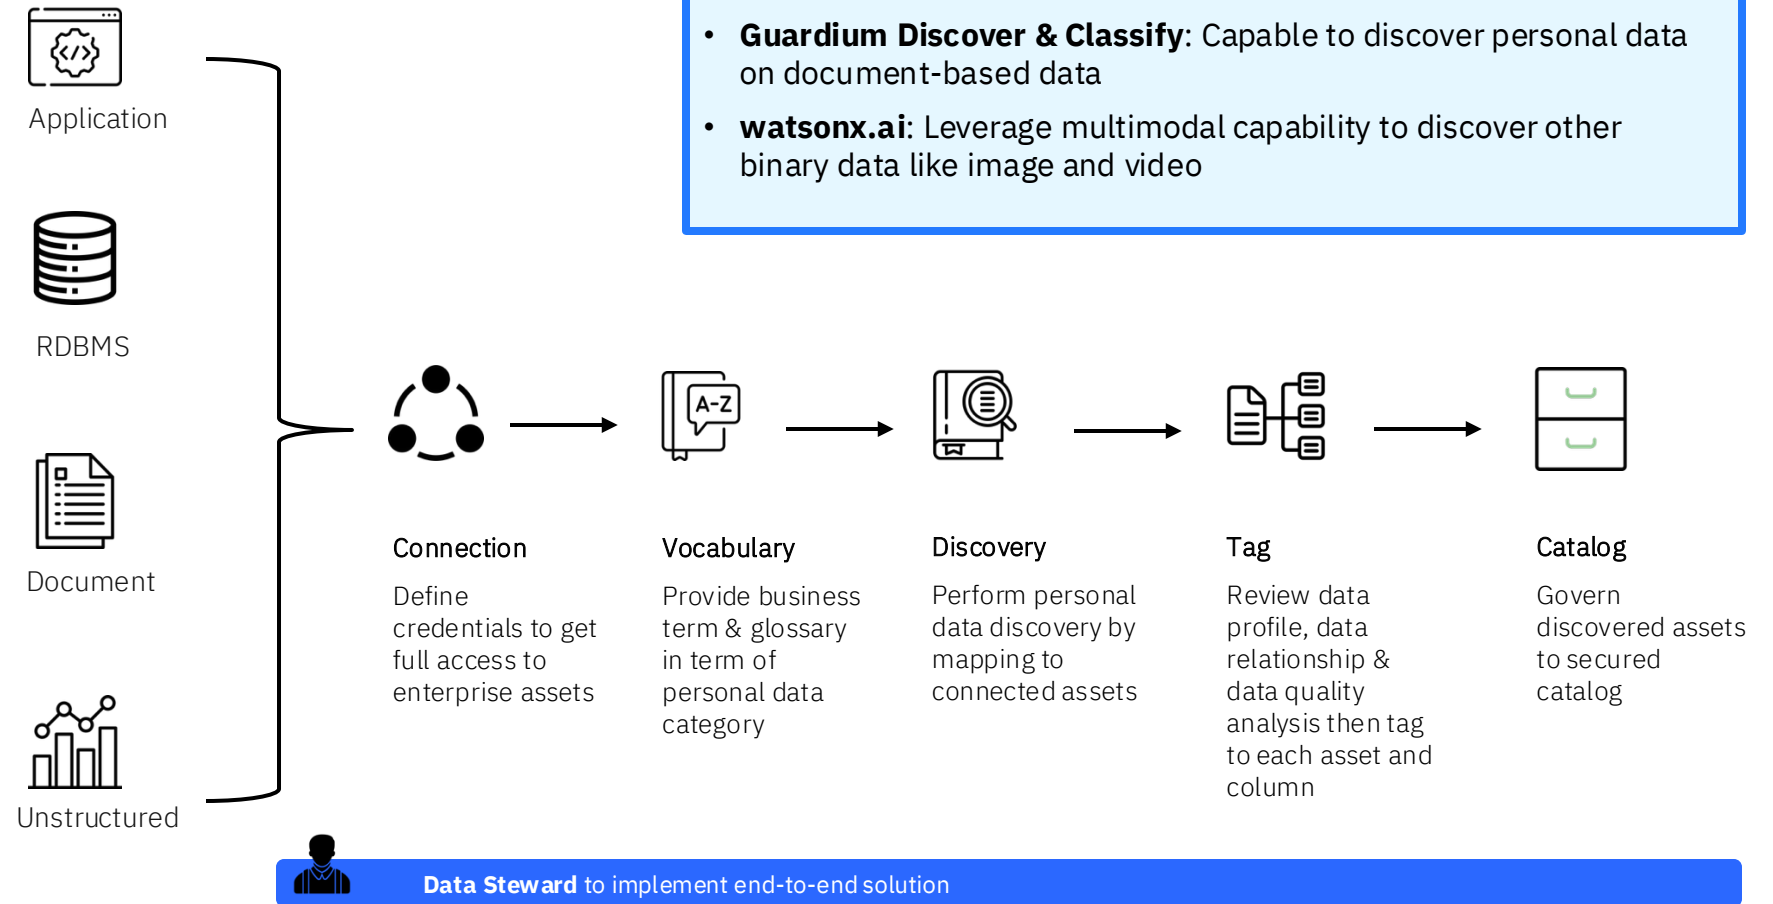 • Guardium Discover & Classify: Capable to discover personal data
on document-based data
• watsonx.ai: Leverage multimodal capability to discover other
binary data like image and video
Application
RDBMS
Document
Unstructured
A-Z
Connection
Define
credentials to get
full access to
enterprise assets
Vocabulary
Provide business
term & glossary
in term of
personal data
category
Discovery
Perform personal
data discovery by
mapping to
connected assets
Tag
Review data
profile, data
relationship &
data quality
analysis then tag
to each asset and
column
Catalog
Govern
discovered assets
to secured
catalog
Data Steward to implement end-to-end solution